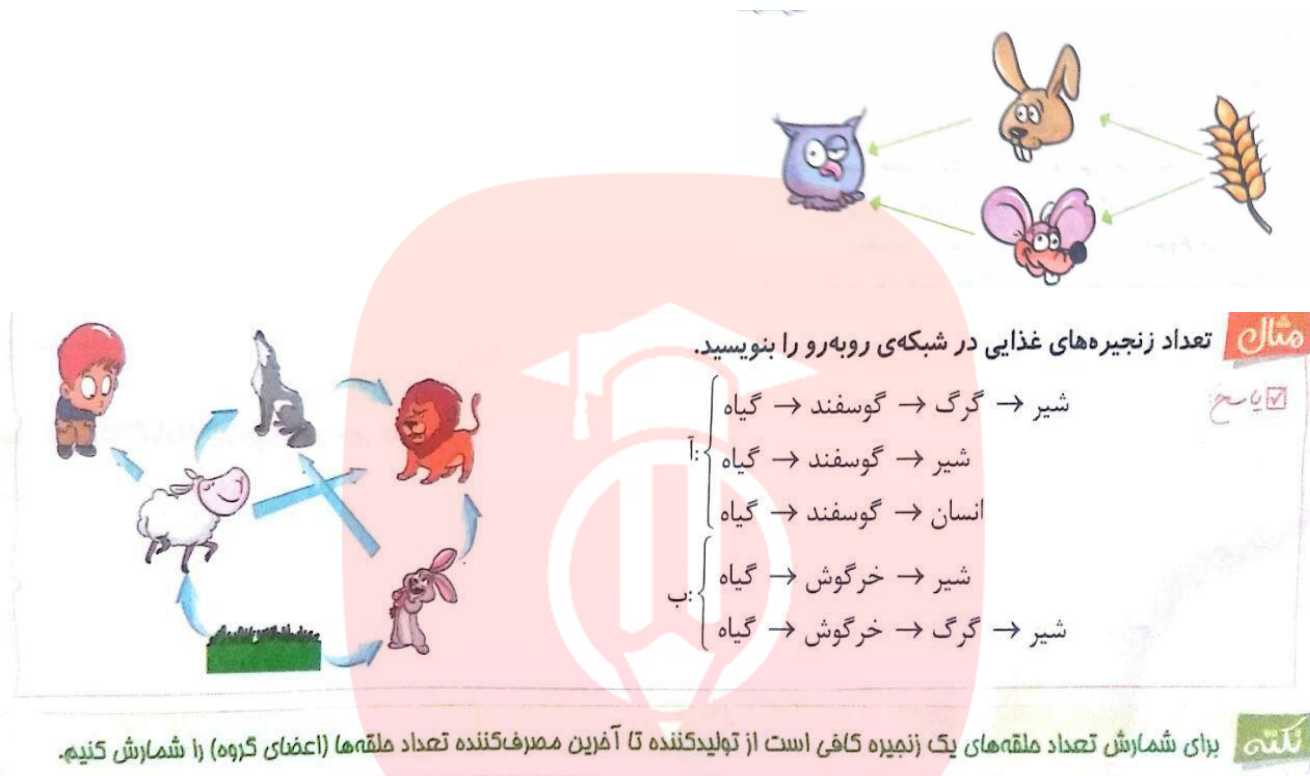 مثال تعداد زنجیره‌های غذایی در شبکه‌ی روبه‌رو را بنویسید.
پاسخ:
آ:
گیاه → گوسفند → گرگ → شیر
گیاه → گوسفند → شیر
گیاه → گوسفند → انسان
ب:
گیاه → خرگوش → شیر
گیاه → خرگوش → گرگ → شیر
نکته برای شمارش تعداد حلقه‌های یک زنجیره کافی است از تولیدکننده تا آخرین مصرف‌کننده تعداد حلقه‌ها (اعضای گروه) را شمارش کنیم.